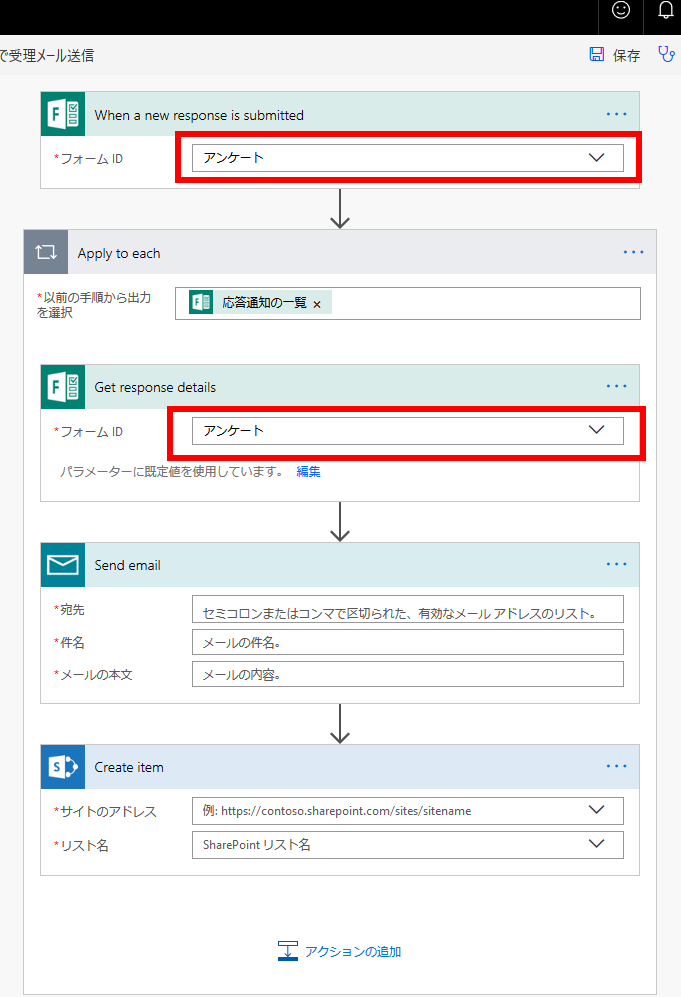 で受理メール送信
保存
When a new response is submitted
*フォーム ID
アンケート
Apply to each
*以前の手順から出力
を選択
応答通知の一覧 ×
Get response details
*フォーム ID
アンケート
パラメーターに既定値を使用しています。 編集
Send email
*宛先
セミコロンまたはコンマで区切られた、有効なメール アドレスのリスト。
*件名
メールの件名。
*メールの本文
メールの内容。
Create item
*サイトのアドレス
例: https://contoso.sharepoint.com/sites/sitename
*リスト名
SharePoint リスト名
アクションの追加